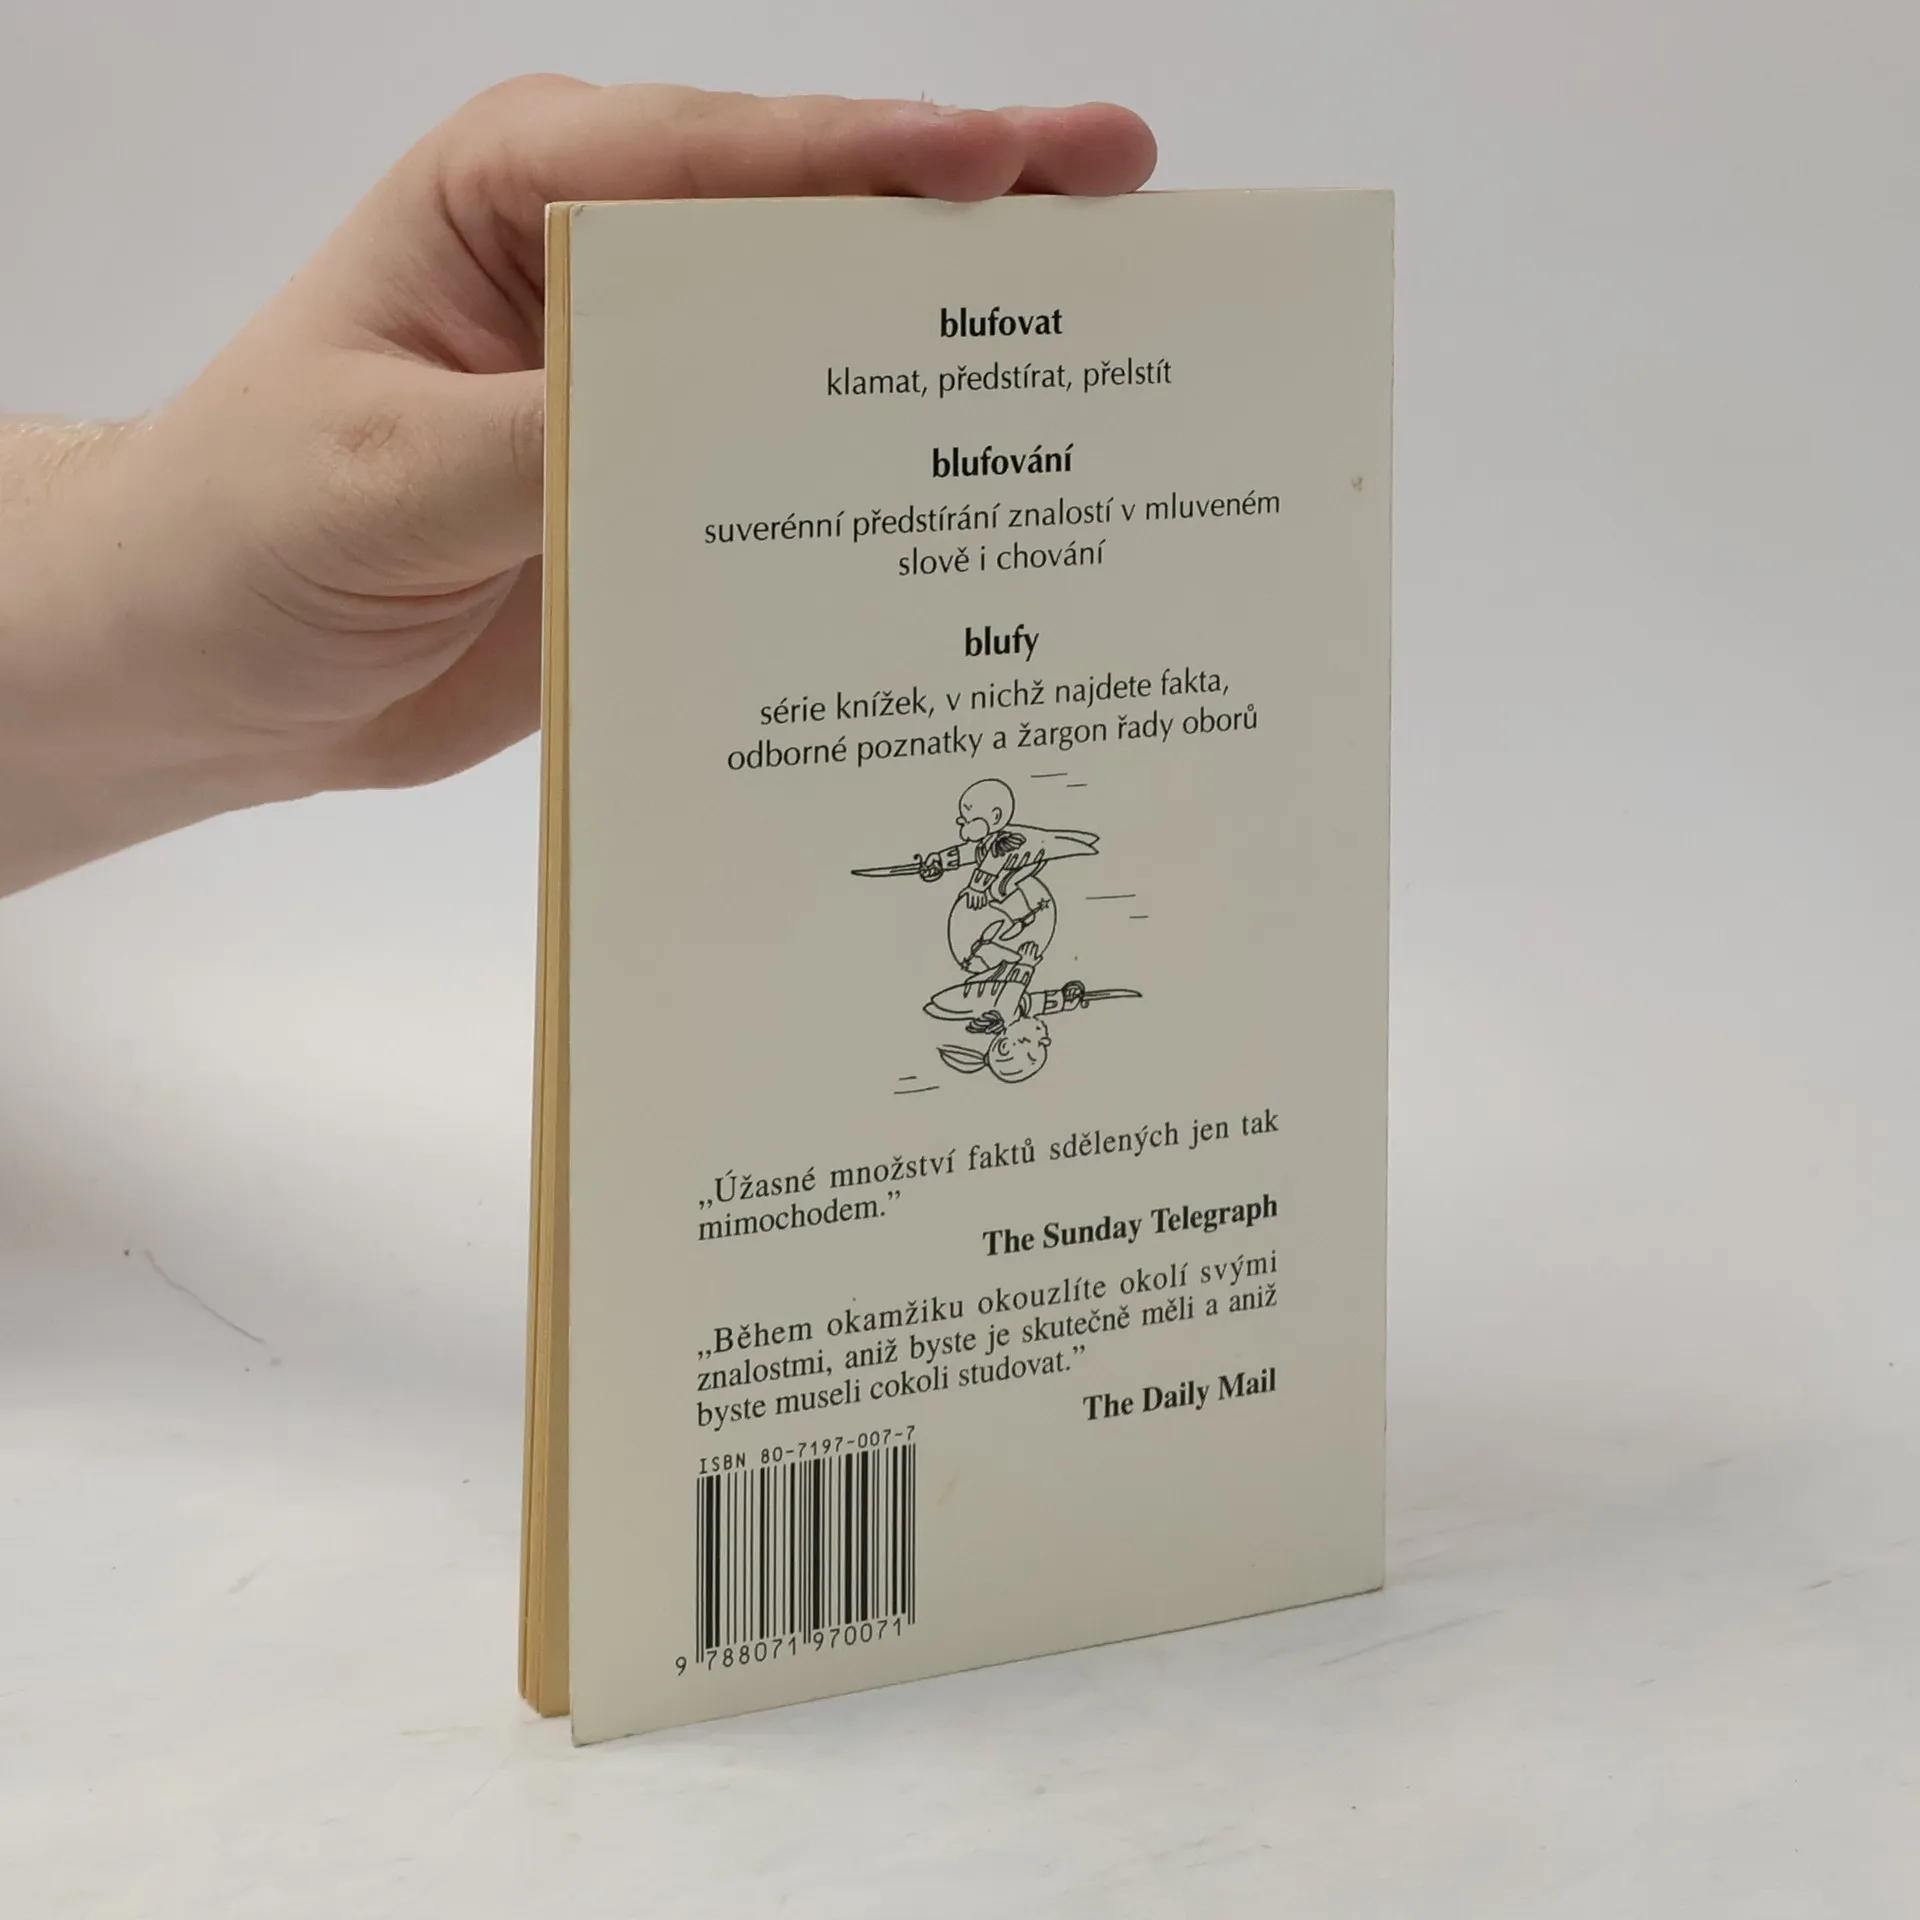 blufovat
klamat, předstírat, přelstít
blufování
suverénní předstírání znalostí v mluveném
slově i chování
blufy
série knížek, v nichž najdete fakta,
odborné poznatky a žargon řady oborů
„Úžasné množství faktů sdělených jen tak
mimochodem.”
The Sunday Telegraph
„Během okamžiku okouzlíte okolí svými
znalostmi, aniž byste je skutečně měli a aniž
byste museli cokoli studovat.”
The Daily Mail
ISBN 80-7197-007-7
9 788071 970071